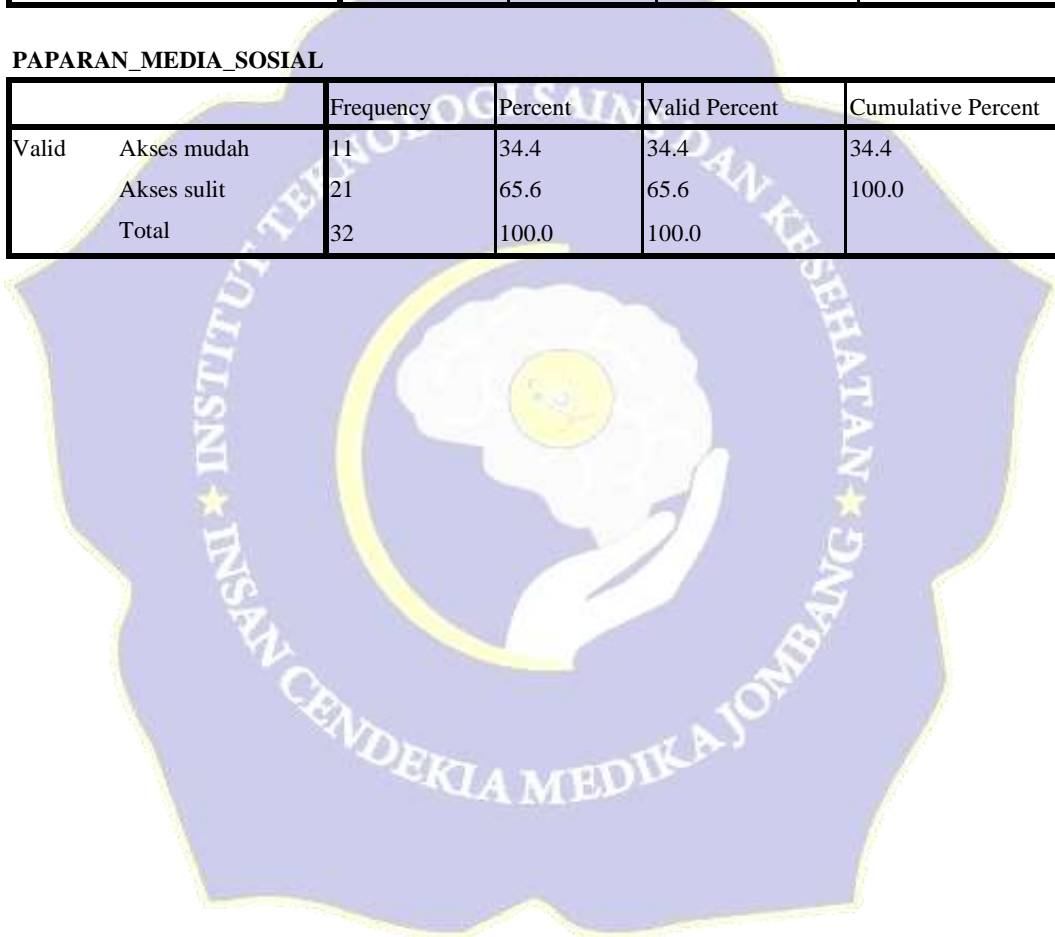 PAPARAN_MEDIA_SOSIAL
Frequency Percent Valid Percent Cumulative Percent
Valid Akses mudah 11 34.4 34.4 34.4
Akses sulit 21 65.6 65.6 100.0
Total 32 100.0 100.0
INSTITUT TEKNOLOGI SAINS DAN KESEHATAN
INSAN CENDEKIA MEDIKA JOMBANG